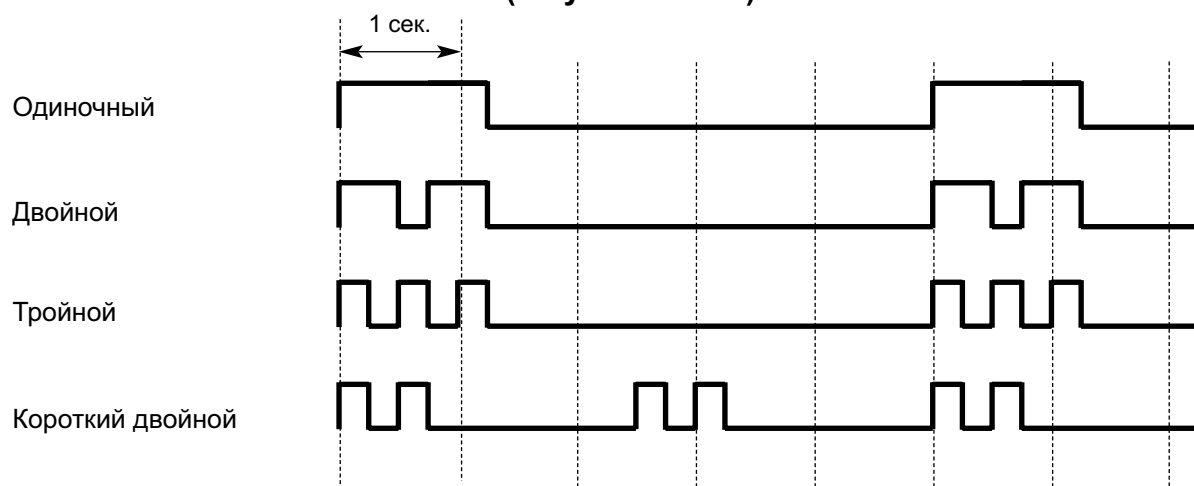 1 сек.
Одиночный
Двойной
Тройной
Короткий двойной